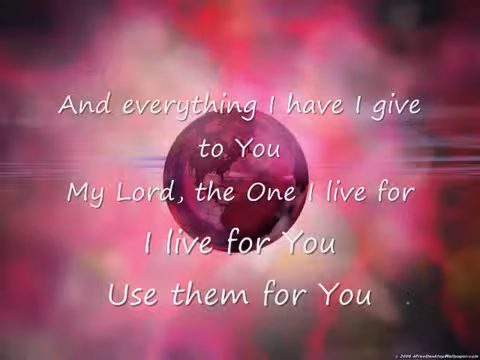 And everything I have I give
to You
My Lord, the One I live for
I live for You
Use them for You